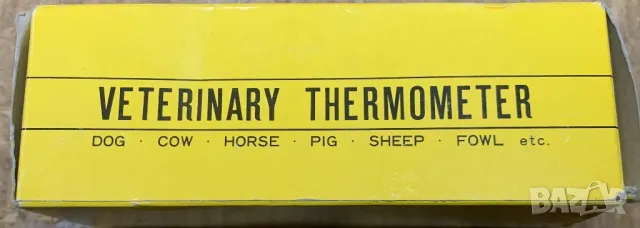 VETERINARY THERMOMETER
DOG · COW · HORSE · PIG · SHEEP · FOWL etc.
BAZAR